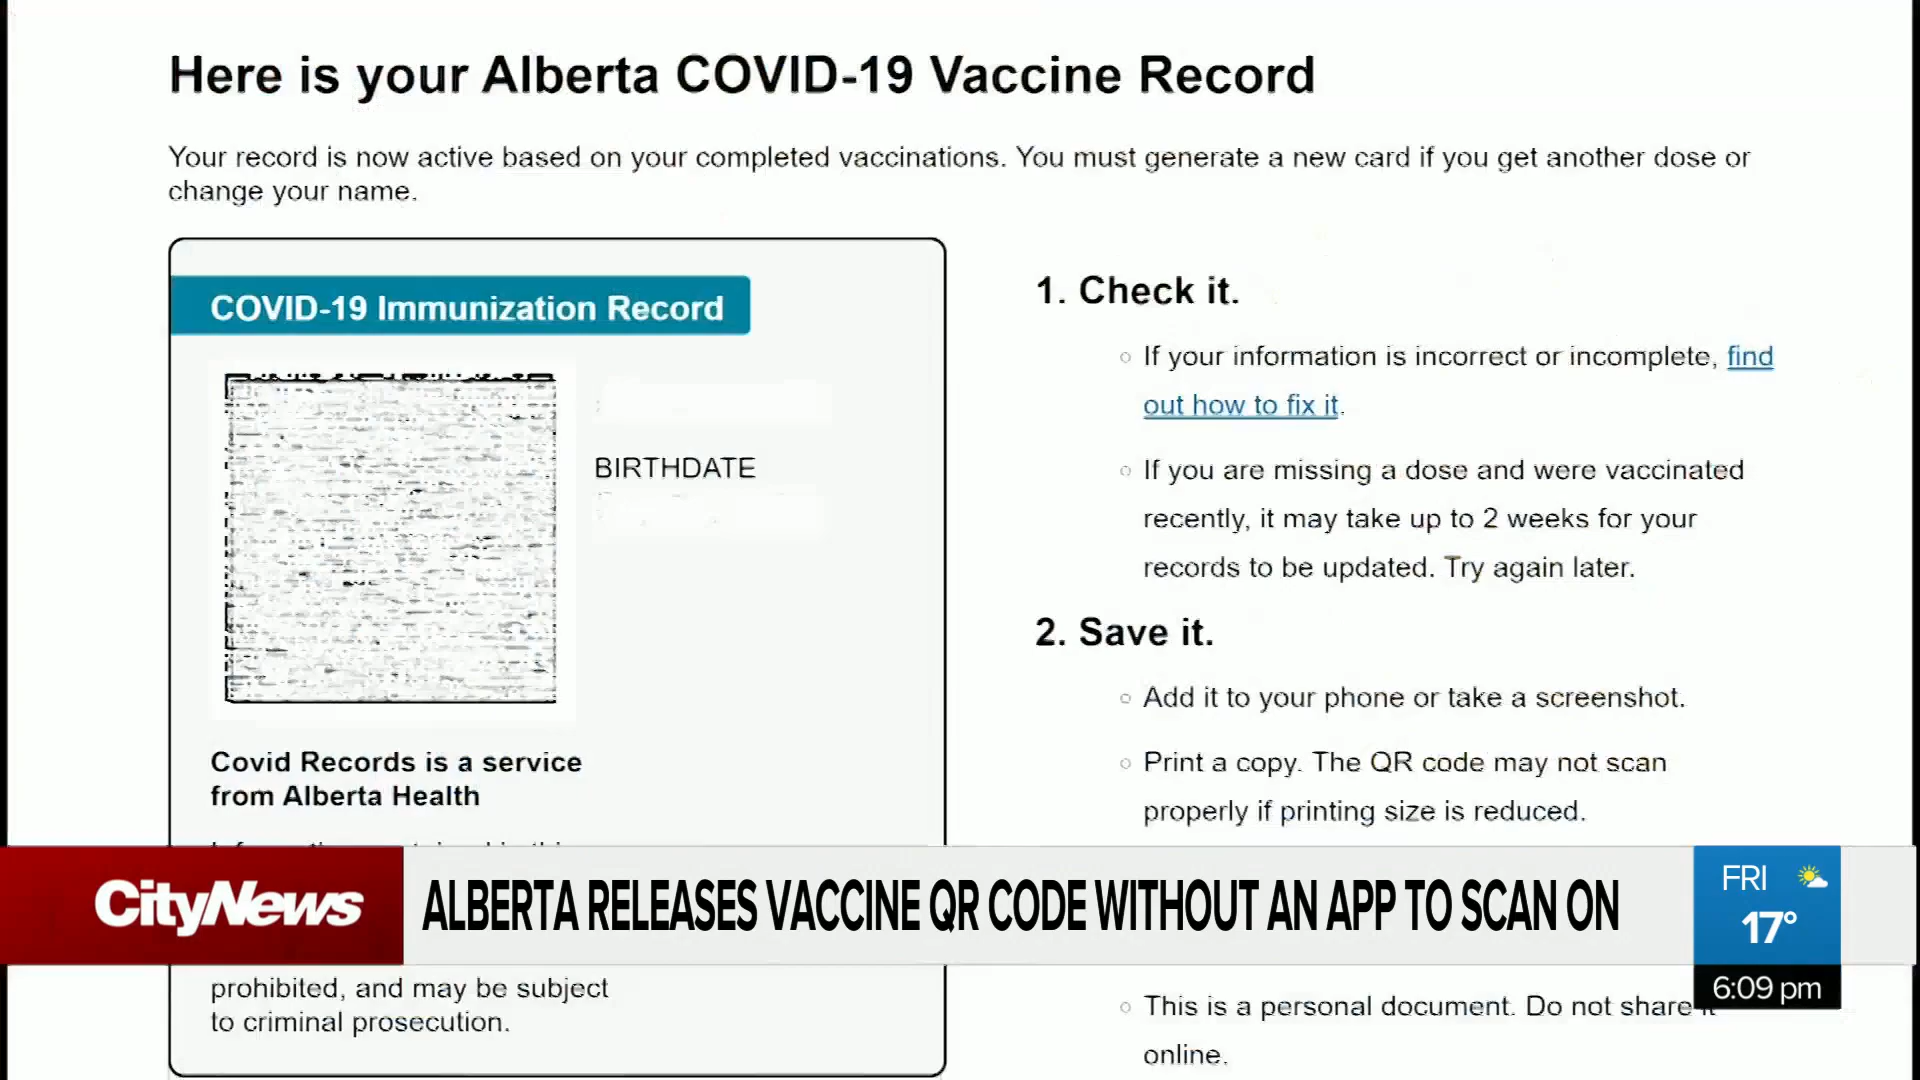 Here is your Alberta COVID-19 Vaccine Record
Your record is now active based on your completed vaccinations. You must generate a new card if you get another dose or
change your name.
COVID-19 Immunization Record
BIRTHDATE
Covid Records is a service
from Alberta Health
prohibited, and may be subject
to criminal prosecution.
1. Check it.
If your information is incorrect or incomplete, find
out how to fix it.
If you are missing a dose and were vaccinated
recently, it may take up to 2 weeks for your
records to be updated. Try again later.
2. Save it.
Add it to your phone or take a screenshot.
Print a copy. The QR code may not scan
properly if printing size is reduced.
This is a personal document. Do not share it
online.
CityNews
ALBERTA RELEASES VACCINE QR CODE WITHOUT AN APP TO SCAN ON
FRI
17°
6:09 pm